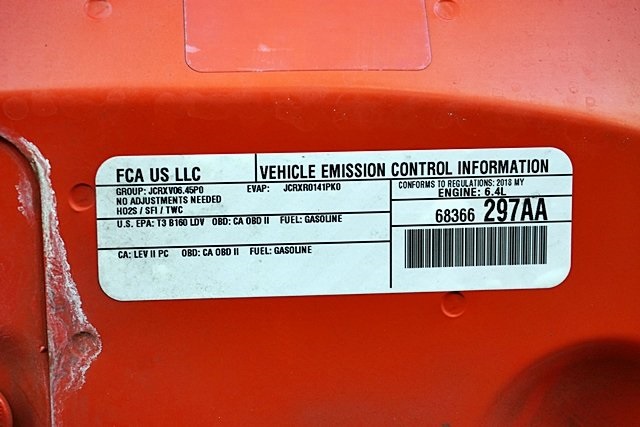 FCA US LLC
VEHICLE EMISSION CONTROL INFORMATION
GROUP: JCRXV06.45P0 EVAP: JCRXR0141PK0
NO ADJUSTMENTS NEEDED
HO2S / SFI / TWC
CONFORMS TO REGULATIONS: 2018 MY
ENGINE: 6.4L
U.S. EPA: T3 B160 LDV OBD: CA OBD II FUEL: GASOLINE
68366 297AA
CA: LEV II PC OBD: CA OBD II FUEL: GASOLINE